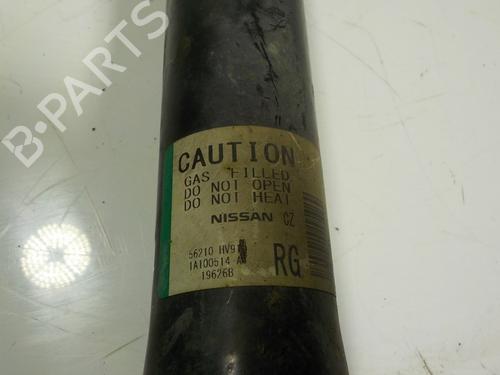 B-PARTS
CAUTION
GAS FILLED
DO NOT OPEN
DO NOT HEAT
NISSAN CZ
56210 HV9
1A100514-A
RG
19626B